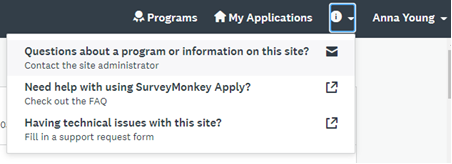 Programs My Applications Anna Young
Questions about a program or information on this site?
Contact the site administrator
Need help with using SurveyMonkey Apply?
Check out the FAQ
Having technical issues with this site?
Fill in a support request form